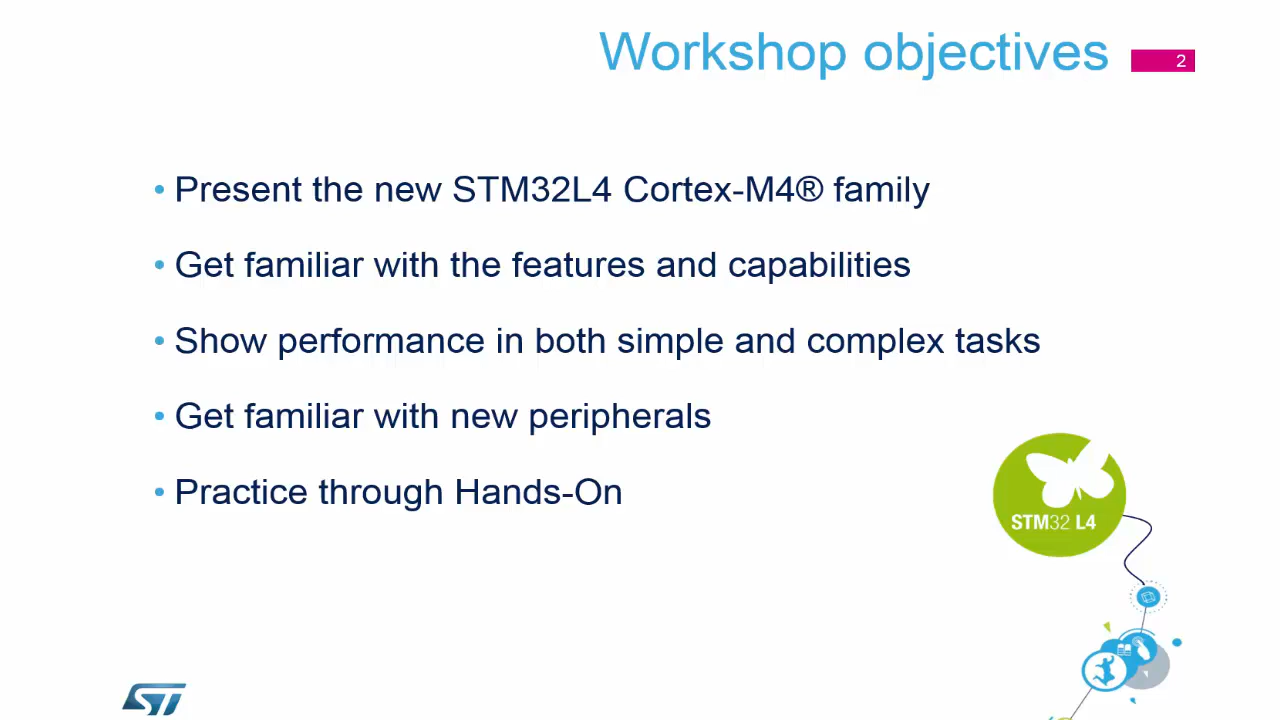 Workshop objectives
2
• Present the new STM32L4 Cortex-M4® family
• Get familiar with the features and capabilities
• Show performance in both simple and complex tasks
• Get familiar with new peripherals
• Practice through Hands-On
STM32 L4
ST